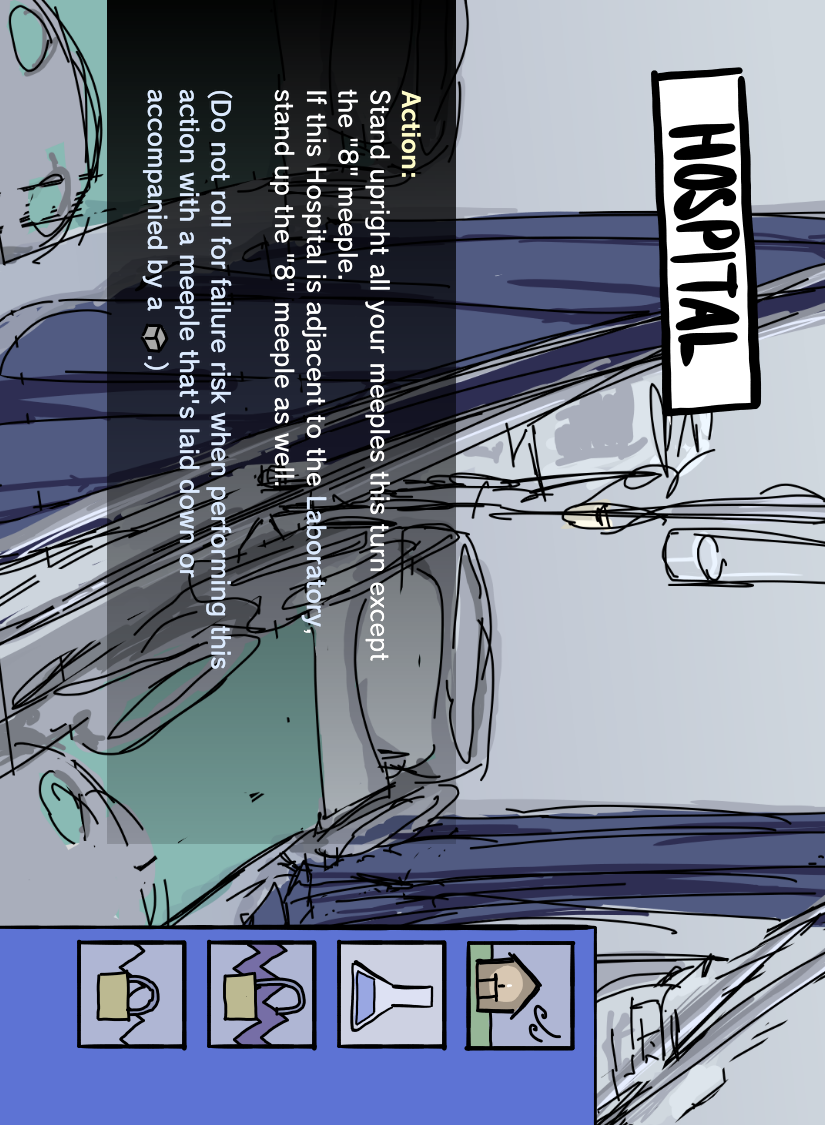 HOSPITAL
Action:
Stand upright all your meeples this turn except
the "8" meeple.
If this Hospital is adjacent to the Laboratory,
stand up the "8" meeple as well!
(Do not roll for failure risk when performing this
action with a meeple that's laid down or
accompanied by a .)